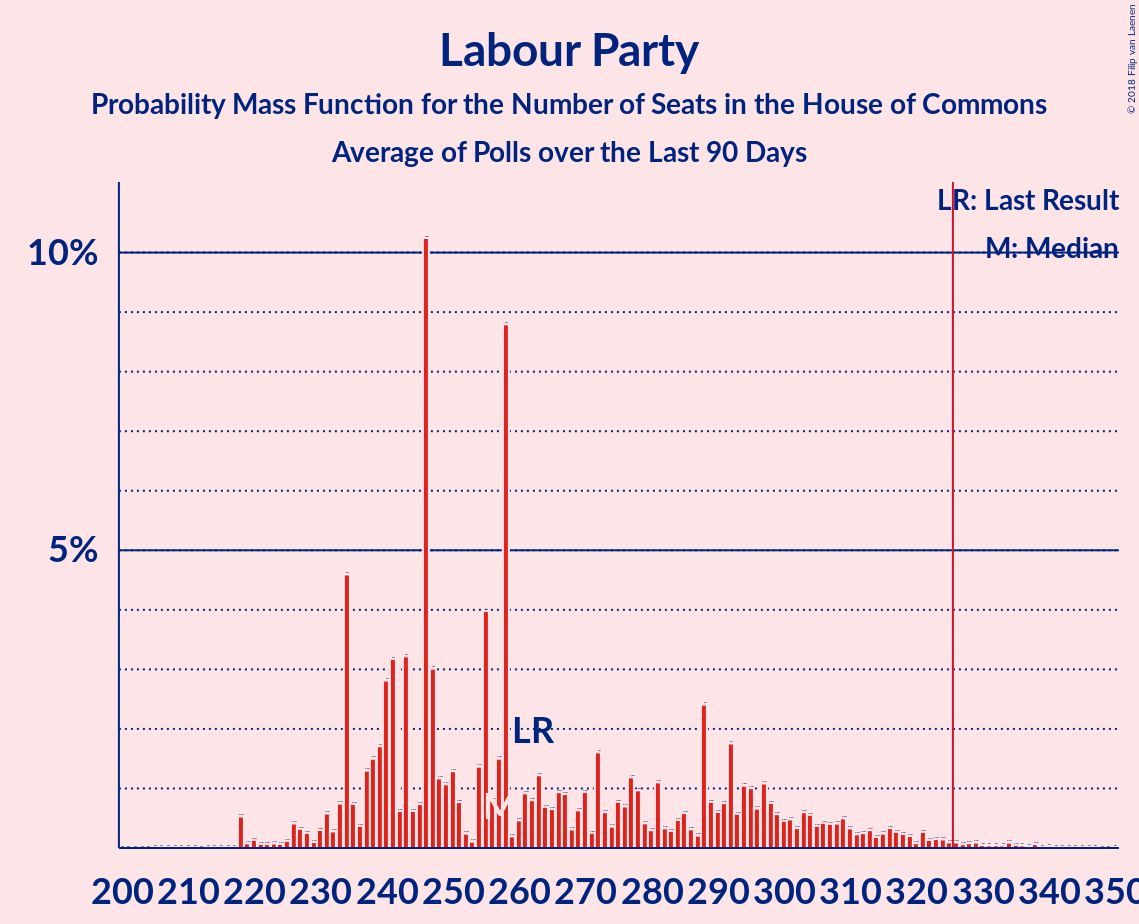 Labour Party
Probability Mass Function for the Number of Seats in the House of Commons
Average of Polls over the Last 90 Days
© 2018 Filip van Laenen
LR: Last Result
M: Median
10%
5%
LR
M
200 210 220 230 240 250 260 270 280 290 300 310 320 330 340 350